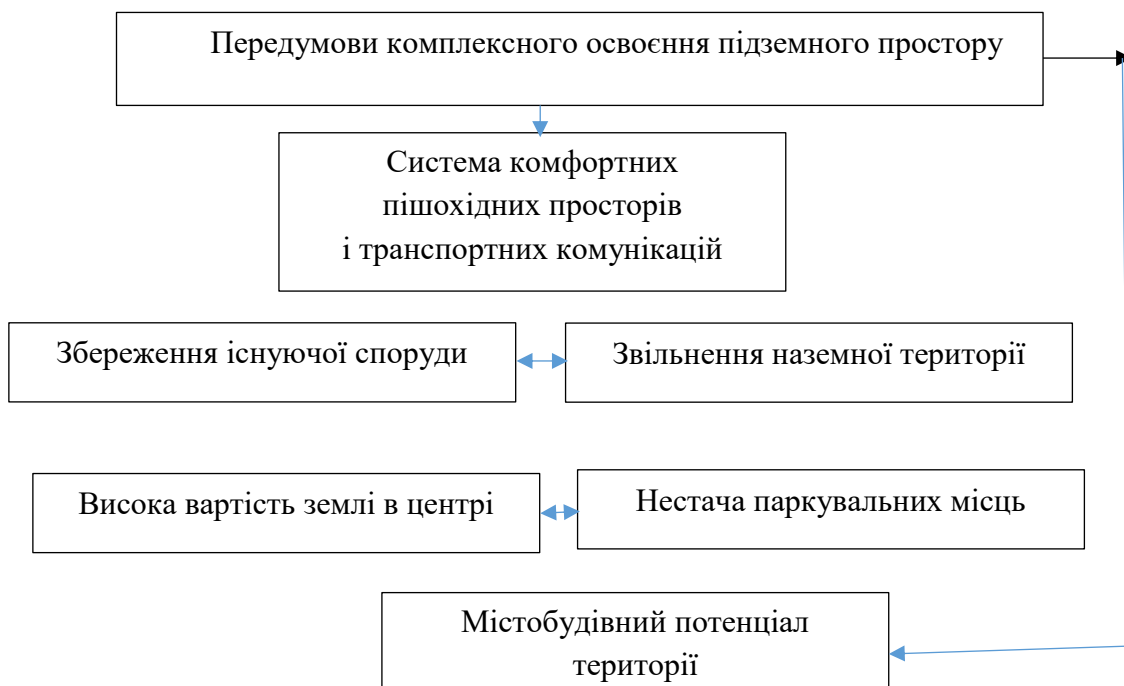 Передумови комплексного освоєння підземного простору
Система комфортних
пішохідних просторів
і транспортних комунікацій
Збереження існуючої споруди
Звільнення наземної території
Висока вартість землі в центрі
Нестача паркувальних місць
Містобудівний потенціал
території